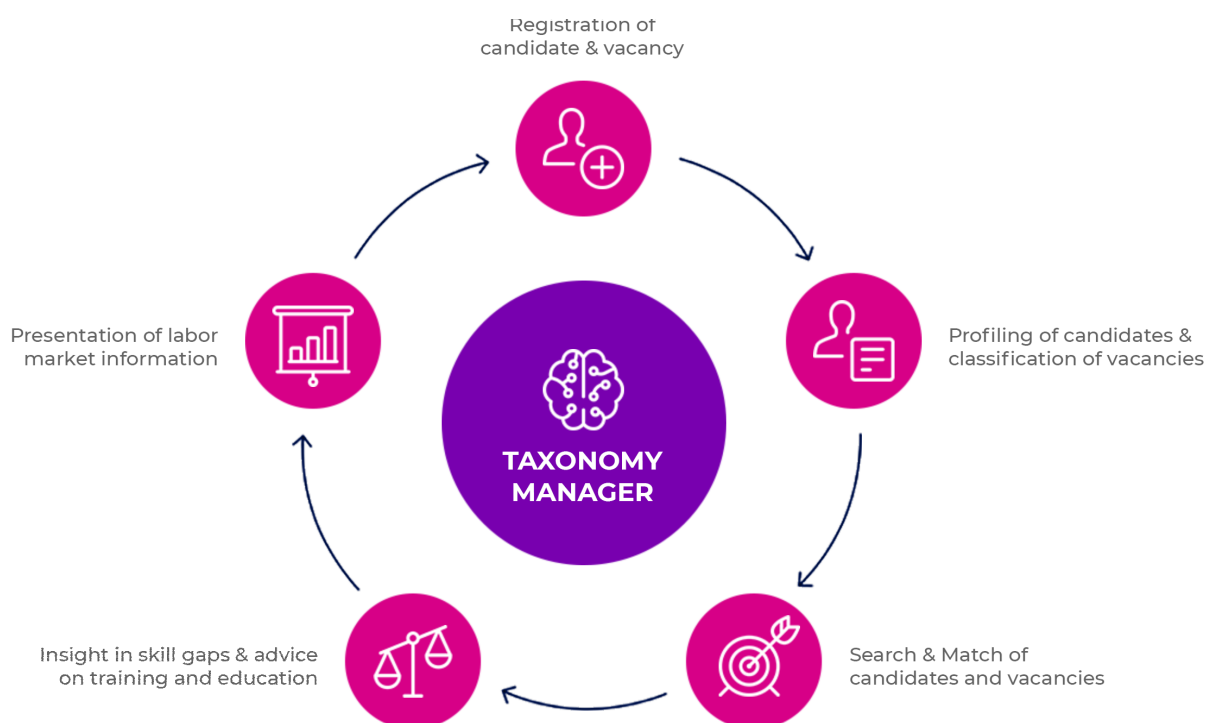 Registration of
candidate & vacancy
Profiling of candidates &
classification of vacancies
Search & Match of
candidates and vacancies
Insight in skill gaps & advice
on training and education
Presentation of labor
market information
TAXONOMY
MANAGER